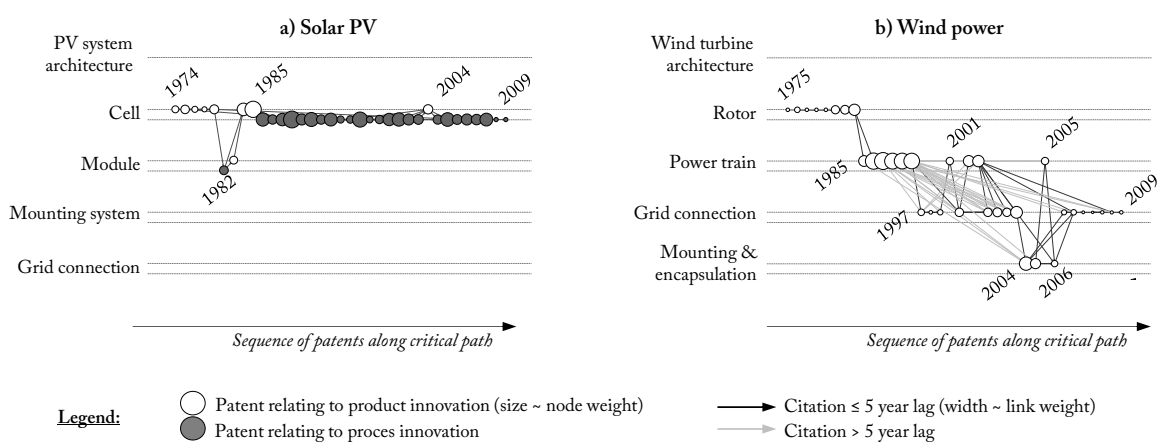 a) Solar PV
PV system
architecture
1974
1985
2004
2009
Cell
Module
1982
Mounting system
Grid connection
Sequence of patents along critical path
b) Wind power
Wind turbine
architecture
1975
Rotor
2001
2005
Power train
1985
2009
Grid connection
1997
Mounting &
encapsulation
2004
2006
Sequence of patents along critical path
Legend:
Patent relating to product innovation (size ~ node weight)
Patent relating to proces innovation
Citation ≤ 5 year lag (width ~ link weight)
Citation > 5 year lag